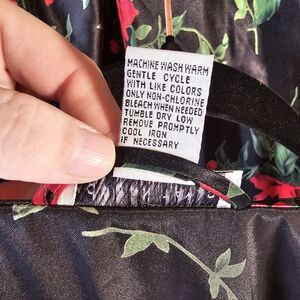 MACHINE WASH WARM
GENTLE CYCLE
WITH LIKE COLORS
ONLY NON-CHLORINE
BLEACH WHEN NEEDED
TUMBLE DRY LOW
REMOVE PROMPTLY
COOL IRON
IF NECESSARY